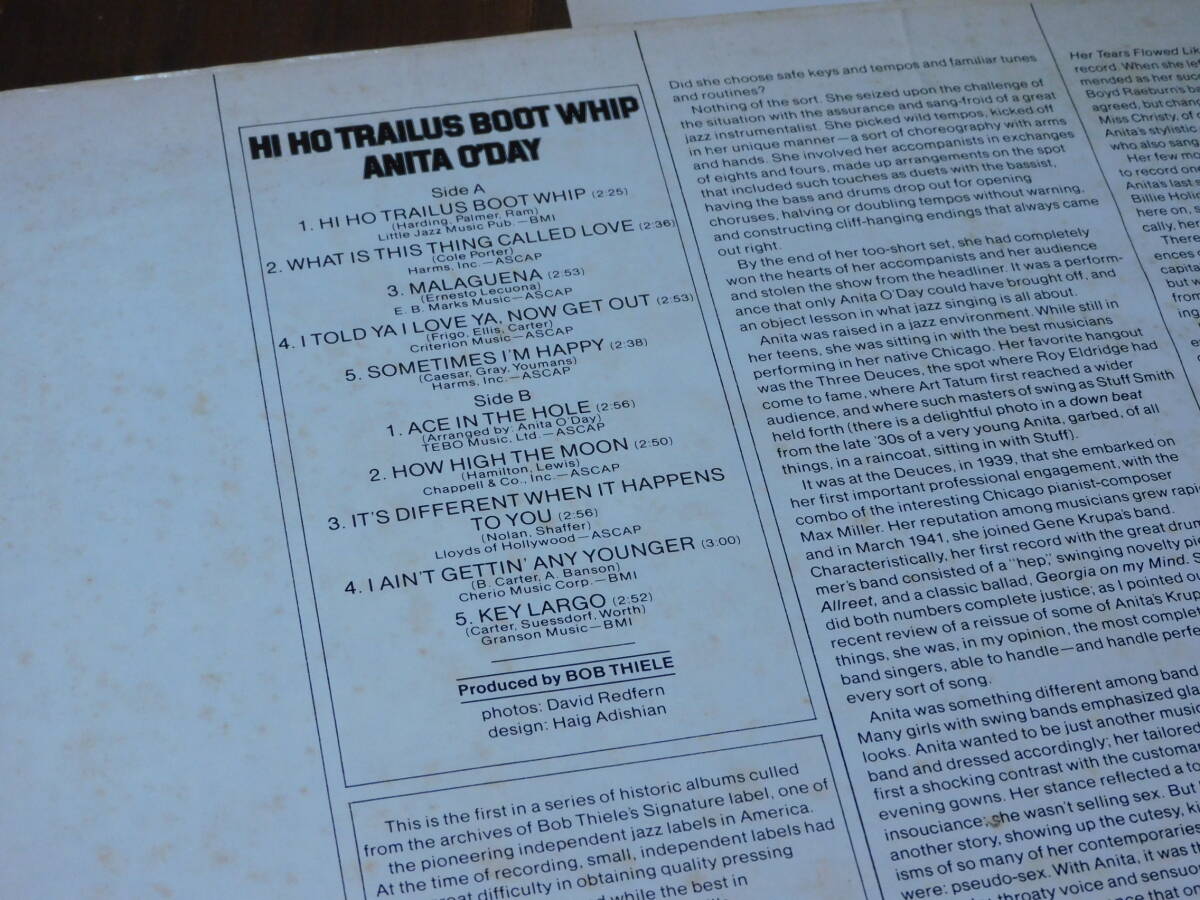 HI HO TRAILUS BOOT WHIP
ANITA O'DAY
Side A
1. HI HO TRAILUS BOOT WHIP (2:25)
(Harding, Palmer, Ram)
Little Jazz Music Pub.—BMI
2. WHAT IS THIS THING CALLED LOVE (2:36)
(Cole Porter)
Harms, Inc.—ASCAP
3. MALAGUENA (2:53)
(Ernesto Lecuona)
E. B. Marks Music—ASCAP
4. I TOLD YA I LOVE YA, NOW GET OUT (2:53)
(Frigo, Ellis, Carter)
Criterion Music—ASCAP
5. SOMETIMES I'M HAPPY (2:38)
(Caesar, Gray, Youmans)
Harms, Inc.—ASCAP
Side B
1. ACE IN THE HOLE (2:56)
(Arranged by: Anita O'Day)
TEBO Music, Ltd—ASCAP
2. HOW HIGH THE MOON (2:50)
(Hamilton, Lewis)
Chappell & Co., Inc.—ASCAP
3. IT'S DIFFERENT WHEN IT HAPPENS
TO YOU (2:56)
(Nolan, Shaffer)
Lloyds of Hollywood—ASCAP
4. I AIN'T GETTIN' ANY YOUNGER (3:00)
(B. Carter, A. Banson)
Cherio Music Corp.—BMI
5. KEY LARGO (2:52)
(Carter, Suessdorf, Worth)
Granson Music—BMI
Produced by BOB THIELE
photos: David Redfern
design: Haig Adishian
This is the first in a series of historic albums culled
from the archives of Bob Thiele's Signature label, one of
the pioneering independent jazz labels in America.
At the time of recording, small, independent labels had
great difficulty in obtaining quality pressing
and while the best in
Did she choose safe keys and tempos and familiar tunes
and routines?
Nothing of the sort. She seized upon the challenge of
the situation with the assurance and sang-froid of a great
jazz instrumentalist. She picked wild tempos, kicked off
in her unique manner—a sort of choreography with arms
and hands. She involved her accompanists in exchanges
of eights and fours, made up arrangements on the spot
that included such touches as duets with the bassist,
having the bass and drums drop out for opening
choruses, halving or doubling tempos without warning,
and constructing cliff-hanging endings that always came
out right.
By the end of her too-short set, she had completely
won the hearts of her accompanists and her audience
and stolen the show from the headliner. It was a perform-
ance that only Anita O'Day could have brought off, and
an object lesson in what jazz singing is all about.
Anita was raised in a jazz environment. While still in
her teens, she was sitting in with the best musicians
performing in her native Chicago. Her favorite hangout
was the Three Deuces, the spot where Roy Eldridge had
come to fame, where Art Tatum first reached a wider
audience, and where such masters of swing as Stuff Smith
held forth (there is a delightful photo in a down beat
from the late '30s of a very young Anita, garbed, of all
things, in a raincoat, sitting in with Stuff).
It was at the Deuces, in 1939, that she embarked on
her first important professional engagement, with the
combo of the interesting Chicago pianist-composer
Max Miller. Her reputation among musicians grew
and in March 1941, she joined Gene Krupa's band.
Characteristically, her first record with the great drum-
mer's band consisted of a "hep," swinging novelty
Allreet, and a classic ballad, Georgia on my Mind.
did both numbers complete justice; as I pointed
recent review of a reissue of some of Anita's
things, she was, in my opinion, the most
band singers, able to handle—and handle
every sort of song.
Anita was something different among band
Many girls with swing bands emphasized
looks. Anita wanted to be just another
band and dressed accordingly; her tailored
first a shocking contrast with the
evening gowns. Her stance reflected a
insouciance; she wasn't selling sex. But
another story, showing up the cutesy,
isms of so many of her
were: pseudo-sex. With Anita, it was
throaty voice and
that
Her Tears Flowed
record. When she
mended as her
Boyd Raeburn's
agreed, but
Miss Christy, of
Anita's
who also sang
Her few
to record
Anita's last
Billie
here on,
cally, her
There

but
from